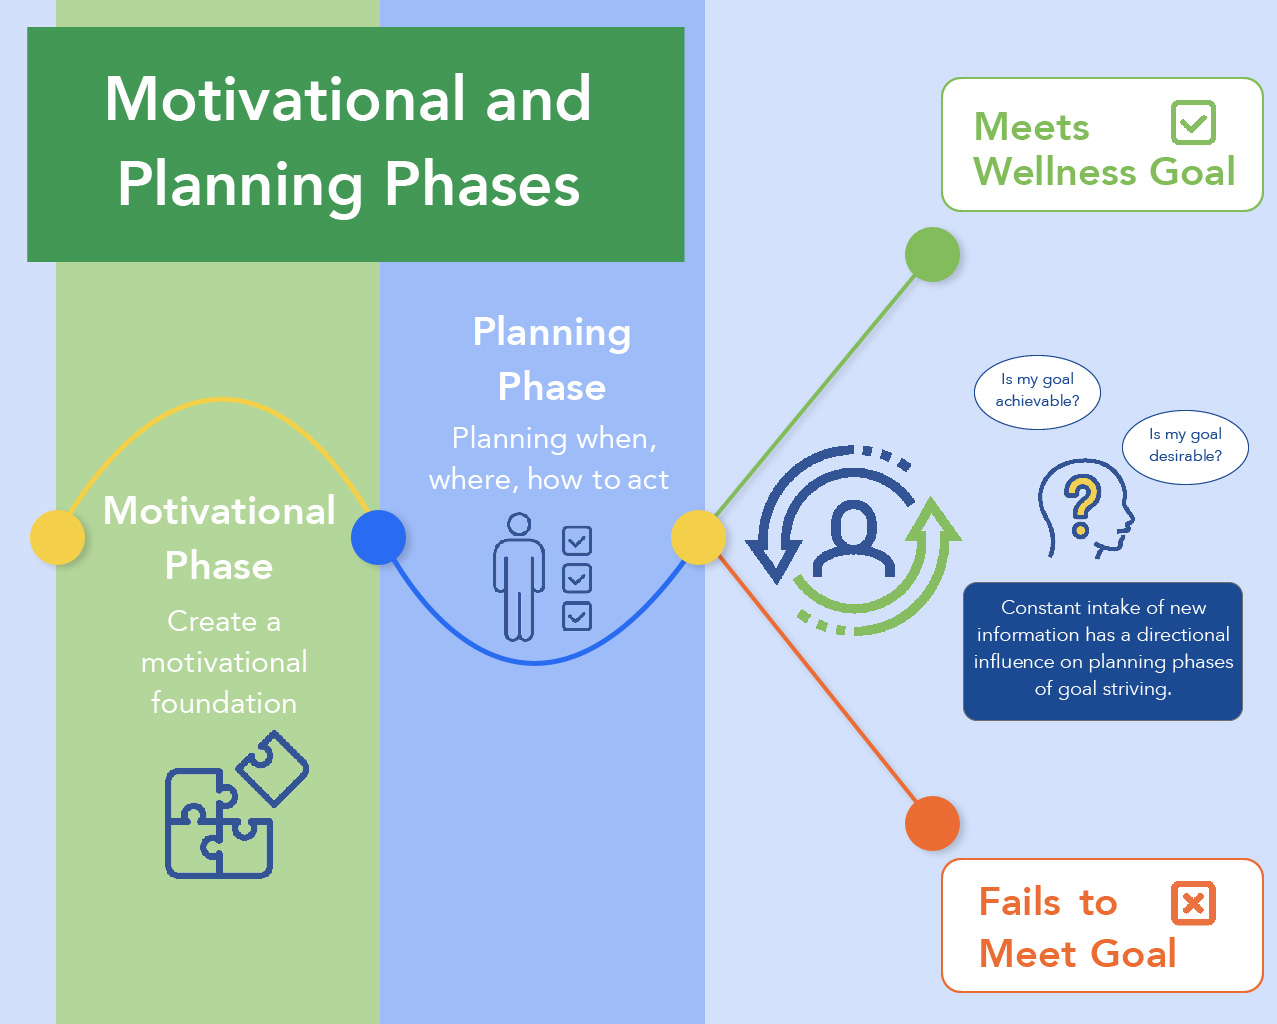 Motivational and
Planning Phases
Meets
Wellness Goal
Planning
Phase
Planning when,
where, how to act
Is my goal
achievable?
Is my goal
desirable?
Motivational
Phase
Create a
motivational
foundation
Constant intake of new
information has a directional
influence on planning phases
of goal striving.
Fails to
Meet Goal